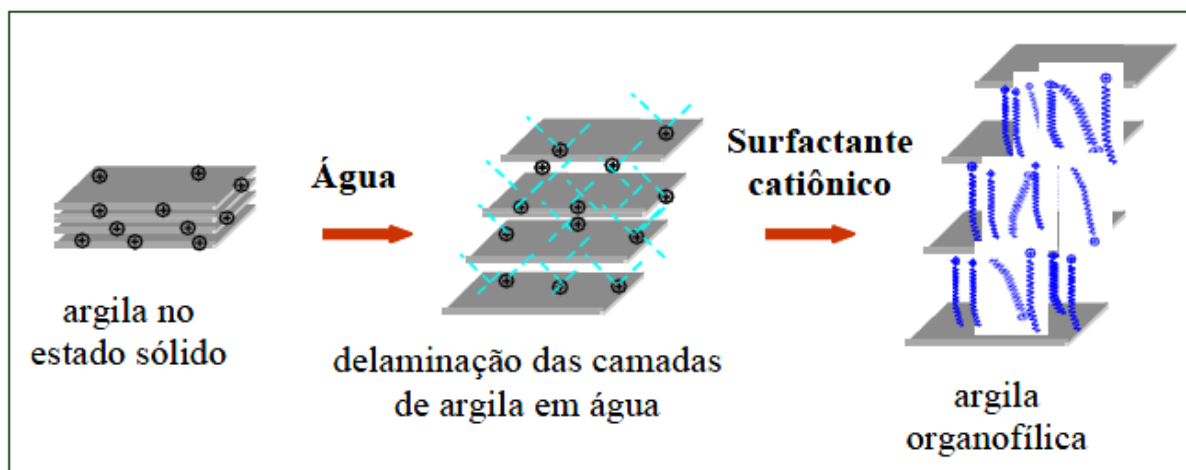 Água
Surfactante
catiônico
argila no
estado sólido
delaminação das camadas
de argila em água
argila
organofílica